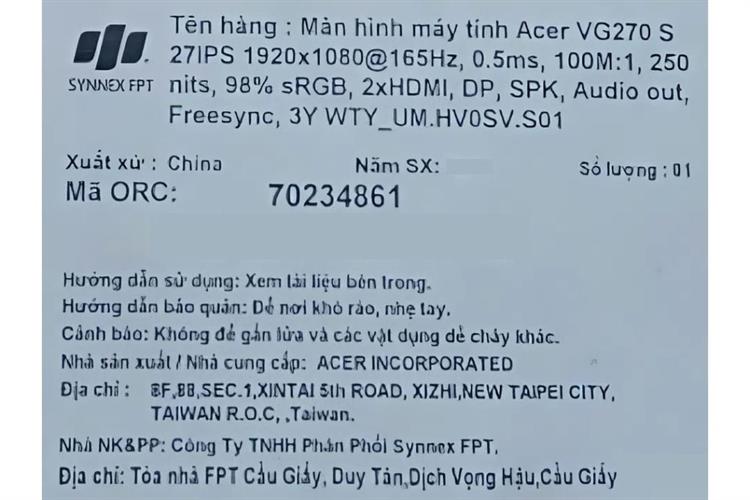 Tên hàng : Màn hình máy tính Acer VG270 S
27IPS 1920x1080@165Hz, 0.5ms, 100M:1, 250
nits, 98% sRGB, 2xHDMI, DP, SPK, Audio out,
Freesync, 3Y WTY_UM.HV0SV.S01
SYNNEX FPT
Xuất xứ : China Năm SX: Số lượng : 01
Mã ORC: 70234861
Hướng dẫn sử dụng: Xem tài liệu bên trong.
Hướng dẫn bảo quản: Để nơi khô ráo, nhẹ tay.
Cảnh báo: Không để gần lửa và các vật dụng dễ cháy khác.
Nhà sản xuất / Nhà cung cấp: ACER INCORPORATED
Địa chỉ : 8F,88,SEC.1,XINTAI 5th ROAD, XIZHI,NEW TAIPEI CITY,
TAIWAN R.O.C, ,Taiwan.
Nhà NK&PP: Công Ty TNHH Phân Phối Synnex FPT,
Địa chỉ: Tòa nhà FPT Cầu Giấy, Duy Tân,Dịch Vọng Hậu,Cầu Giấy